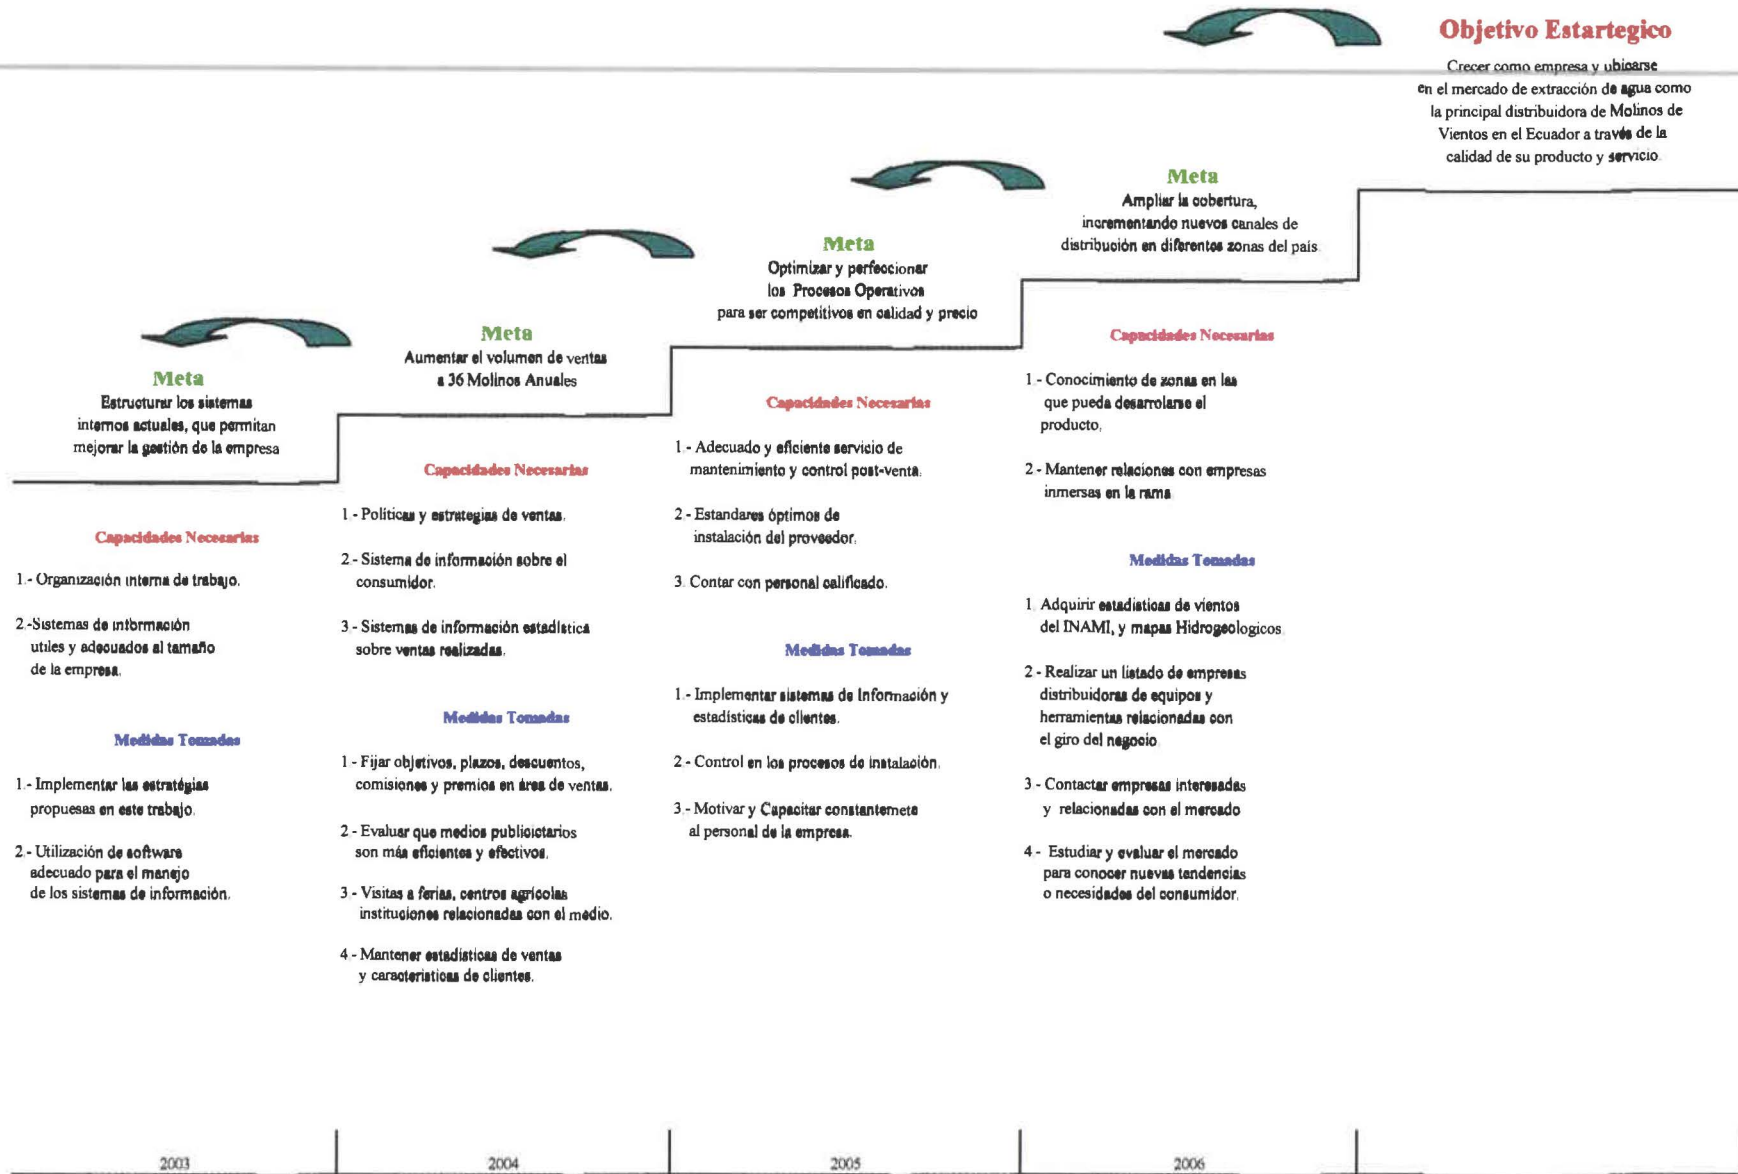 Objetivo Estartegico
Crecer como empresa y ubicarse
en el mercado de extracción de agua como
la principal distribuidora de Molinos de
Vientos en el Ecuador a través de la
calidad de su producto y servicio.
Meta
Ampliar la cobertura,
incrementando nuevos canales de
distribución en diferentes zonas del país.
Capacidades Necesarias
1.- Conocimiento de zonas en las
que pueda desarrolarse el
producto.
2.- Mantener relaciones con empresas
inmersas en la rama
Medidas Tomadas
1. Adquirir estadisticas de vientos
del INAMI, y mapas Hidrogeologicos.
2.- Realizar un listado de empresas
distribuidoras de equipos y
herramientas relacionadas con
el giro del negocio
3.- Contactar empresas interesadas
y relacionadas con el mercado
4.- Estudiar y evaluar el mercado
para conocer nuevas tendencias
o necesidades del consumidor.
Meta
Optimizar y perfeccionar
los Procesos Operativos
para ser competitivos en calidad y precio
Capacidades Necesarias
1.- Adecuado y eficiente servicio de
mantenimiento y control post-venta.
2.- Estandares óptimos de
instalación del proveedor.
3. Contar con personal calificado.
Medidas Tomadas
1.- Implementar sistemas de Información y
estadísticas de clientes.
2.- Control en los procesos de instalación.
3.- Motivar y Capacitar constantemete
al personal de la empresa.
Meta
Aumentar el volumen de ventas
a 36 Molinos Anuales
Capacidades Necesarias
1.- Políticas y estrategias de ventas.
2.- Sistema de información sobre el
consumidor.
3.- Sistemas de información estadística
sobre ventas realizadas.
Medidas Tomadas
1.- Fijar objetivos, plazos, descuentos,
comisiones y premios en área de ventas.
2.- Evaluar que medios publicictarios
son más eficientes y efectivos.
3.- Visitas a ferias, centros agrícolas
instituciones relacionadas con el medio.
4.- Mantener estadísticas de ventas
y caracteristicas de clientes.
Meta
Estructurar los sistemas
internos actuales, que permitan
mejorar la gestión de la empresa
Capacidades Necesarias
1.- Organización interna de trabajo.
2.-Sistemas de información
utiles y adecuados al tamaño
de la empresa.
Medidas Tomadas
1.- Implementar las estratégias
propuesas en este trabajo.
2.- Utilización de software
adecuado para el manejo
de los sistemas de información.
2003
2004
2005
2006